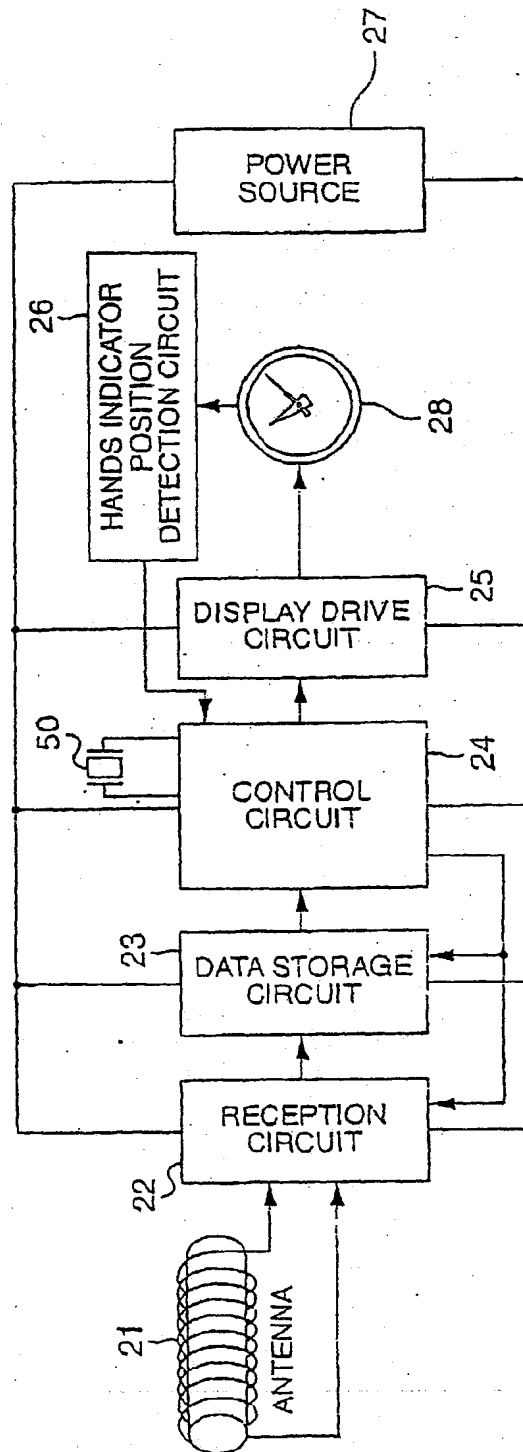 21
ANTENNA
22
RECEPTION
CIRCUIT
23
DATA STORAGE
CIRCUIT
50
CONTROL
CIRCUIT
24
DISPLAY DRIVE
CIRCUIT
25
26
HANDS INDICATOR
POSITION
DETECTION CIRCUIT
28
POWER
SOURCE
27